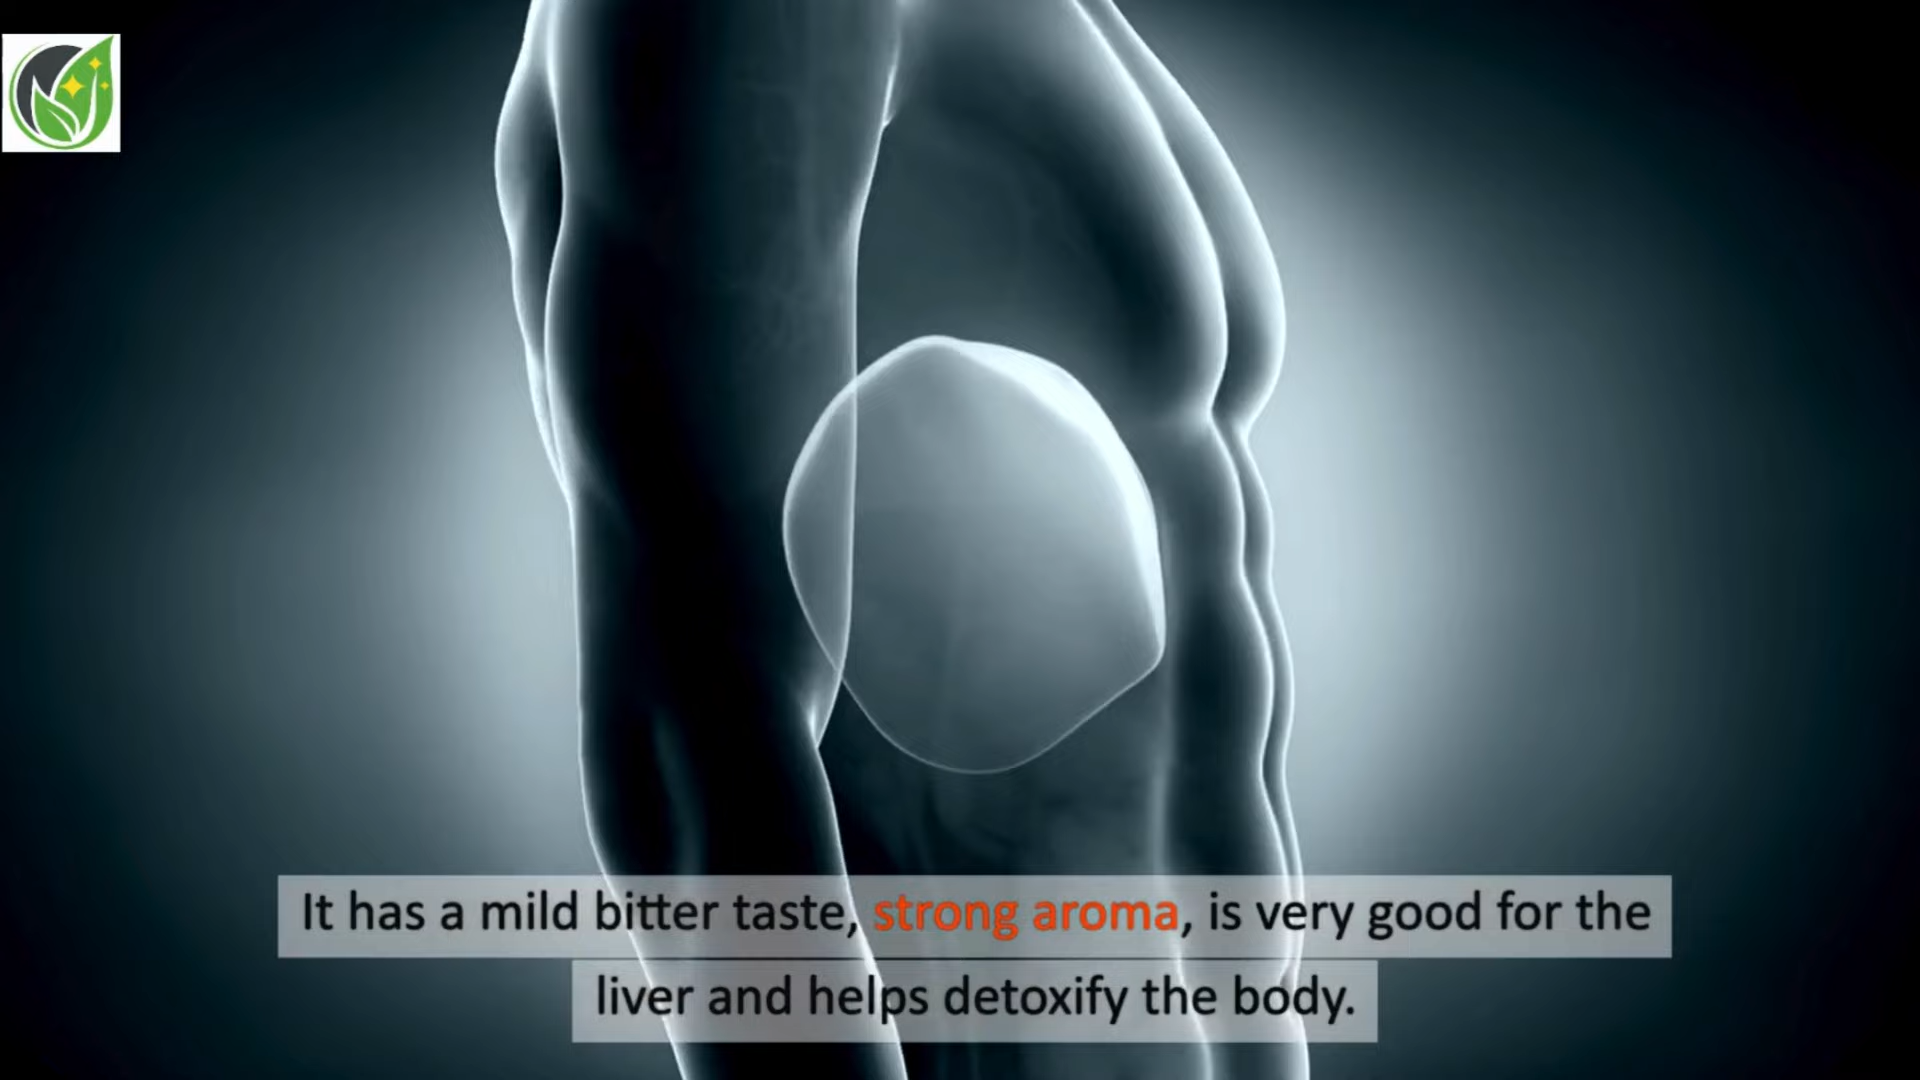 It has a mild bitter taste, strong aroma, is very good for the
liver and helps detoxify the body.